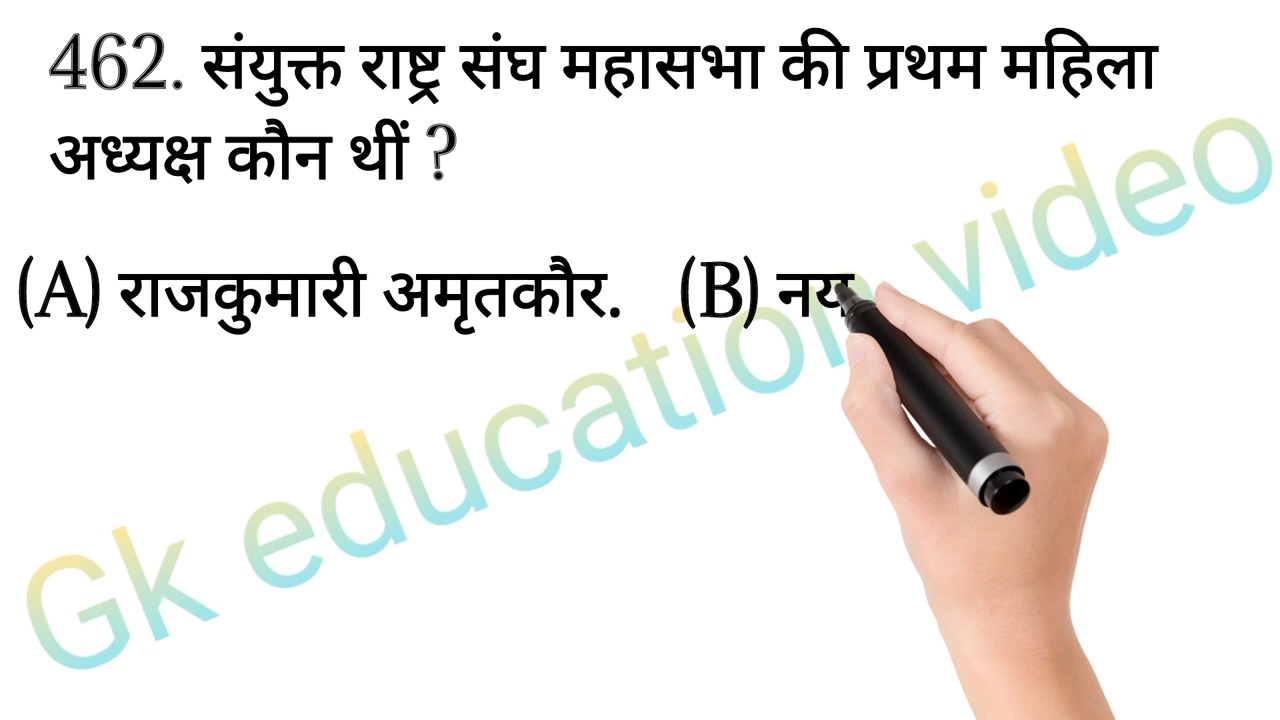 462. संयुक्त राष्ट्र संघ महासभा की प्रथम महिला
अध्यक्ष कौन थीं ?
(A) राजकुमारी अमृतकौर. (B) नय
Gk education video